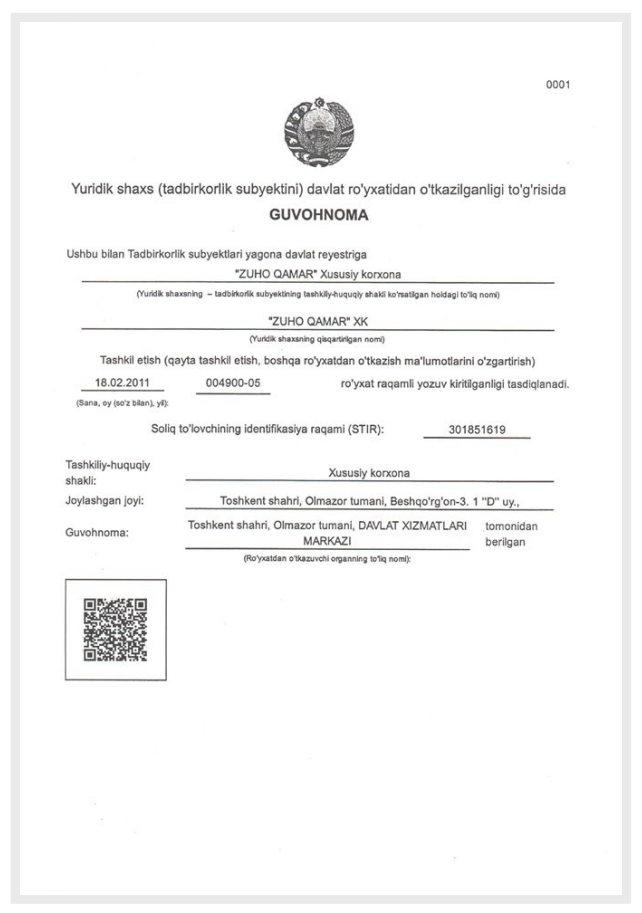 0001
Yuridik shaxs (tadbirkorlik subyektini) davlat ro'yxatidan o'tkazilganligi to'g'risida
GUVOHNOMA
Ushbu bilan Tadbirkorlik subyektlari yagona davlat reyestriga
"ZUHO QAMAR" Xususiy korxona
(Yuridik shaxsning – tadbirkorlik subyektining tashkiliy-huquqiy shakli ko'rsatilgan holdagi to'liq nomi)
"ZUHO QAMAR" XK
(Yuridik shaxsning qisqartirilgan nomi)
Tashkil etish (qayta tashkil etish, boshqa ro'yxatdan o'tkazish ma'lumotlarini o'zgartirish)
18.02.2011 004900-05 ro'yxat raqamli yozuv kiritilganligi tasdiqlanadi.
(Sana, oy (so'z bilan), yil):
Soliq to'lovchining identifikasiya raqami (STIR): 301851619
Tashkiliy-huquqiy
shakli: Xususiy korxona
Joylashgan joyi: Toshkent shahri, Olmazor tumani, Beshqo'rg'on-3. 1 "D" uy.,
Guvohnoma: Toshkent shahri, Olmazor tumani, DAVLAT XIZMATLARI tomonidan
MARKAZI berilgan
(Ro'yxatdan o'tkazuvchi organning to'liq nomi):